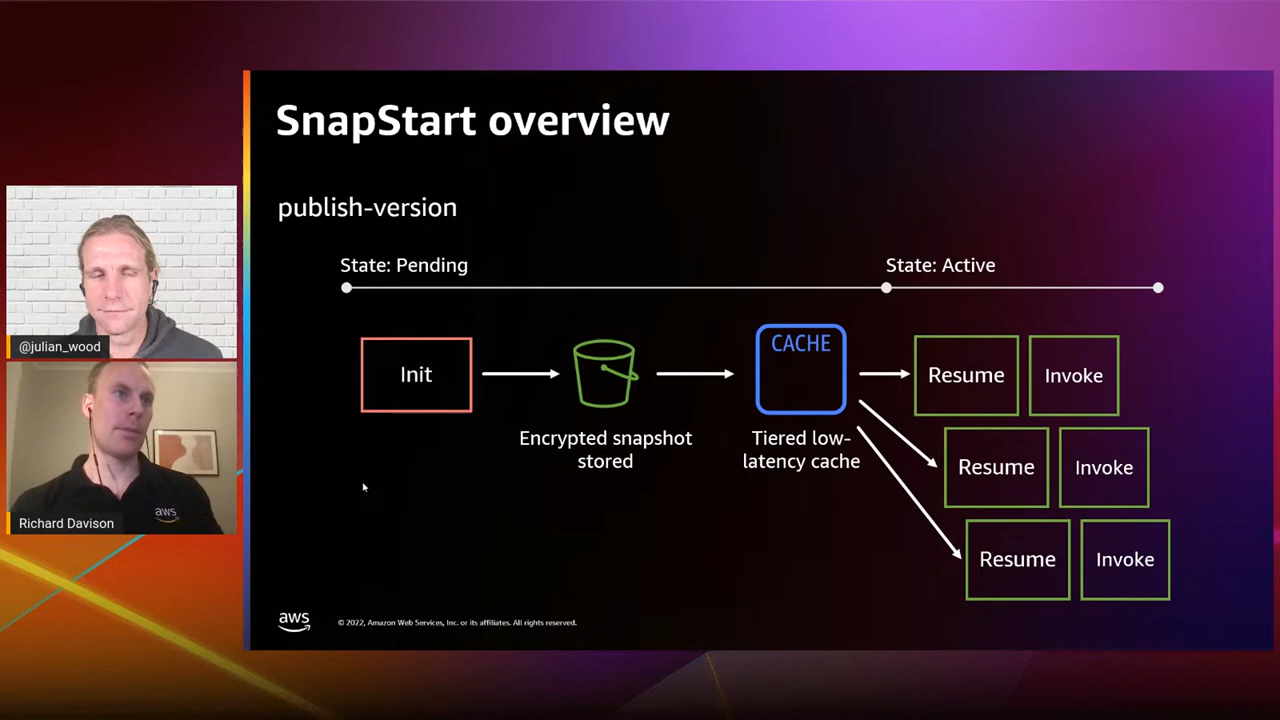 SnapStart overview
publish-version
State: Pending
State: Active
Init
CACHE
Resume
Invoke
Encrypted snapshot
stored
Tiered low-
latency cache
Resume
Invoke
Resume
Invoke
@julian_wood
aws
Richard Davison
aws
© 2022, Amazon Web Services, Inc. or its affiliates. All rights reserved.